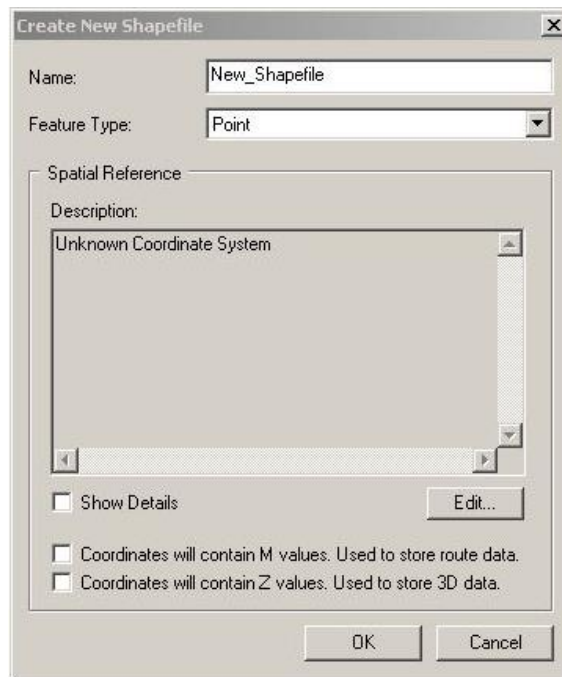 Create New Shapefile
Name: New_Shapefile
Feature Type: Point
Spatial Reference
Description:
Unknown Coordinate System
Show Details
Edit...
Coordinates will contain M values. Used to store route data.
Coordinates will contain Z values. Used to store 3D data.
OK Cancel